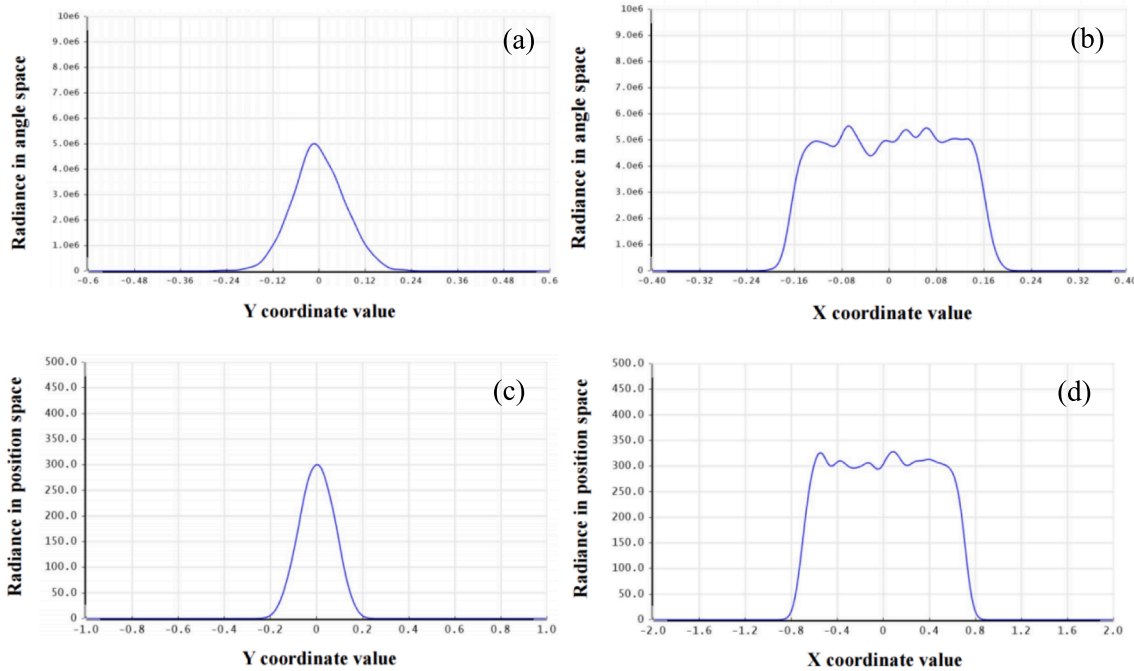 (a)
Radiance in angle space
10e6
9.0e6
8.0e6
7.0e6
6.0e6
5.0e6
4.0e6
3.0e6
2.0e6
1.0e6
0
-0.6 -0.48 -0.36 -0.24 -0.12 0 0.12 0.24 0.36 0.48 0.6
Y coordinate value
(b)
Radiance in angle space
10e6
9.0e6
8.0e6
7.0e6
6.0e6
5.0e6
4.0e6
3.0e6
2.0e6
1.0e6
0
-0.40 -0.32 -0.24 -0.16 -0.08 0 0.08 0.16 0.24 0.32 0.40
X coordinate value
(c)
Radiance in position space
500.0
450.0
400.0
350.0
300.0
250.0
200.0
150.0
100.0
50.0
0
-1.0 -0.8 -0.6 -0.4 -0.2 0 0.2 0.4 0.6 0.8 1.0
Y coordinate value
(d)
Radiance in position space
500.0
450.0
400.0
350.0
300.0
250.0
200.0
150.0
100.0
50.0
0
-2.0 -1.6 -1.2 -0.8 -0.4 0 0.4 0.8 1.2 1.6 2.0
X coordinate value